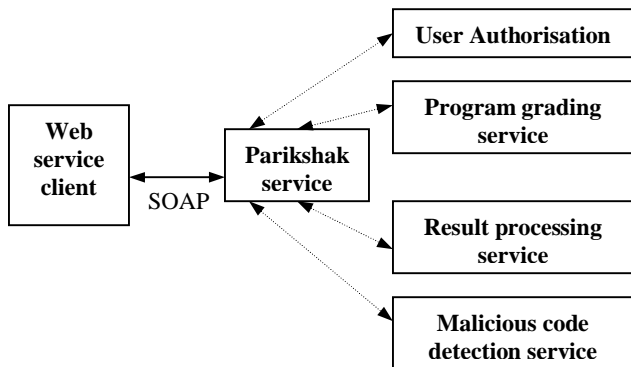 User Authorisation
Program grading
service
Web
service
client
SOAP
Parikshak
service
Result processing
service
Malicious code
detection service